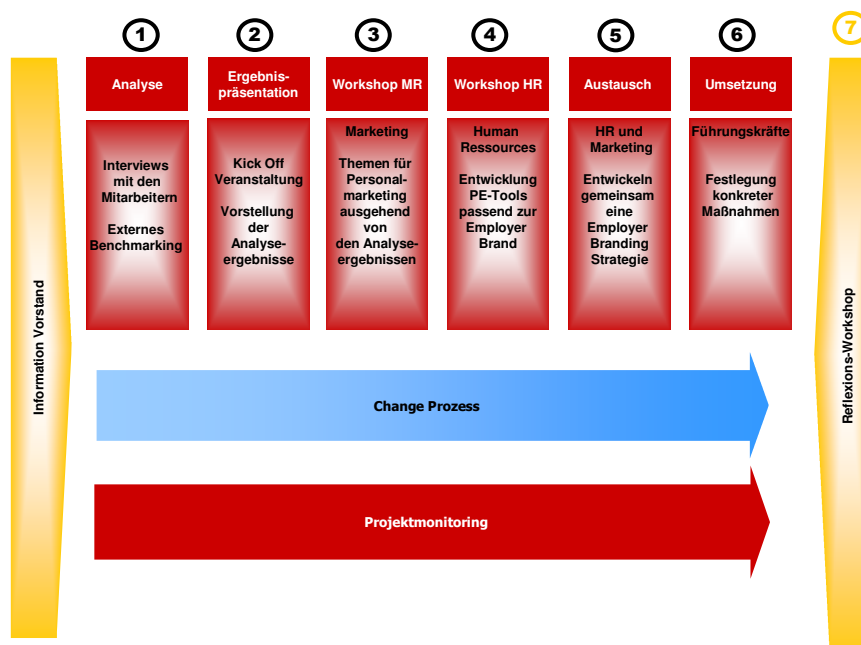 1
2
3
4
5
6
7
Information Vorstand
Analyse
Interviews
mit den
Mitarbeitern
Externes
Benchmarking
Ergebnis-
präsentation
Kick Off
Veranstaltung
Vorstellung
der
Analyse-
ergebnisse
Workshop MR
Marketing
Themen für
Personal-
marketing
ausgehend
von
den Analyse-
ergebnissen
Workshop HR
Human
Ressources
Entwicklung
PE-Tools
passend zur
Employer
Brand
Austausch
HR und
Marketing
Entwickeln
gemeinsam
eine
Employer
Branding
Strategie
Umsetzung
Führungskräfte
Festlegung
konkreter
Maßnahmen
Reflexions-Workshop
Change Prozess
Projektmonitoring